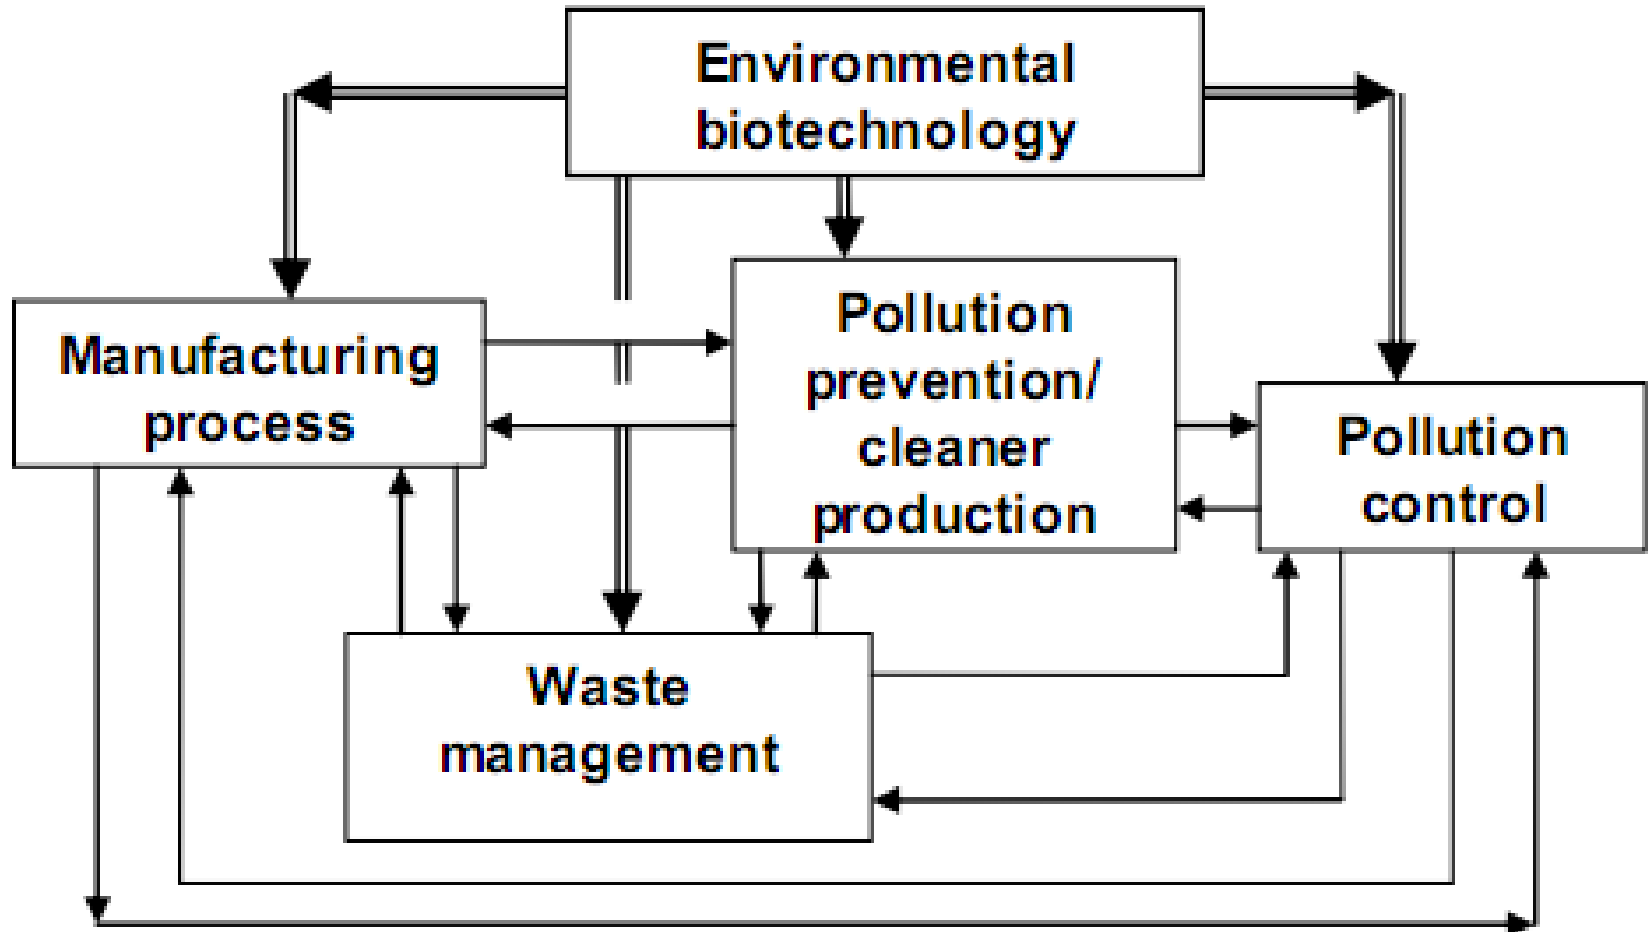 Environmental
biotechnology
Manufacturing
process
Pollution
prevention/
cleaner
production
Pollution
control
Waste
management